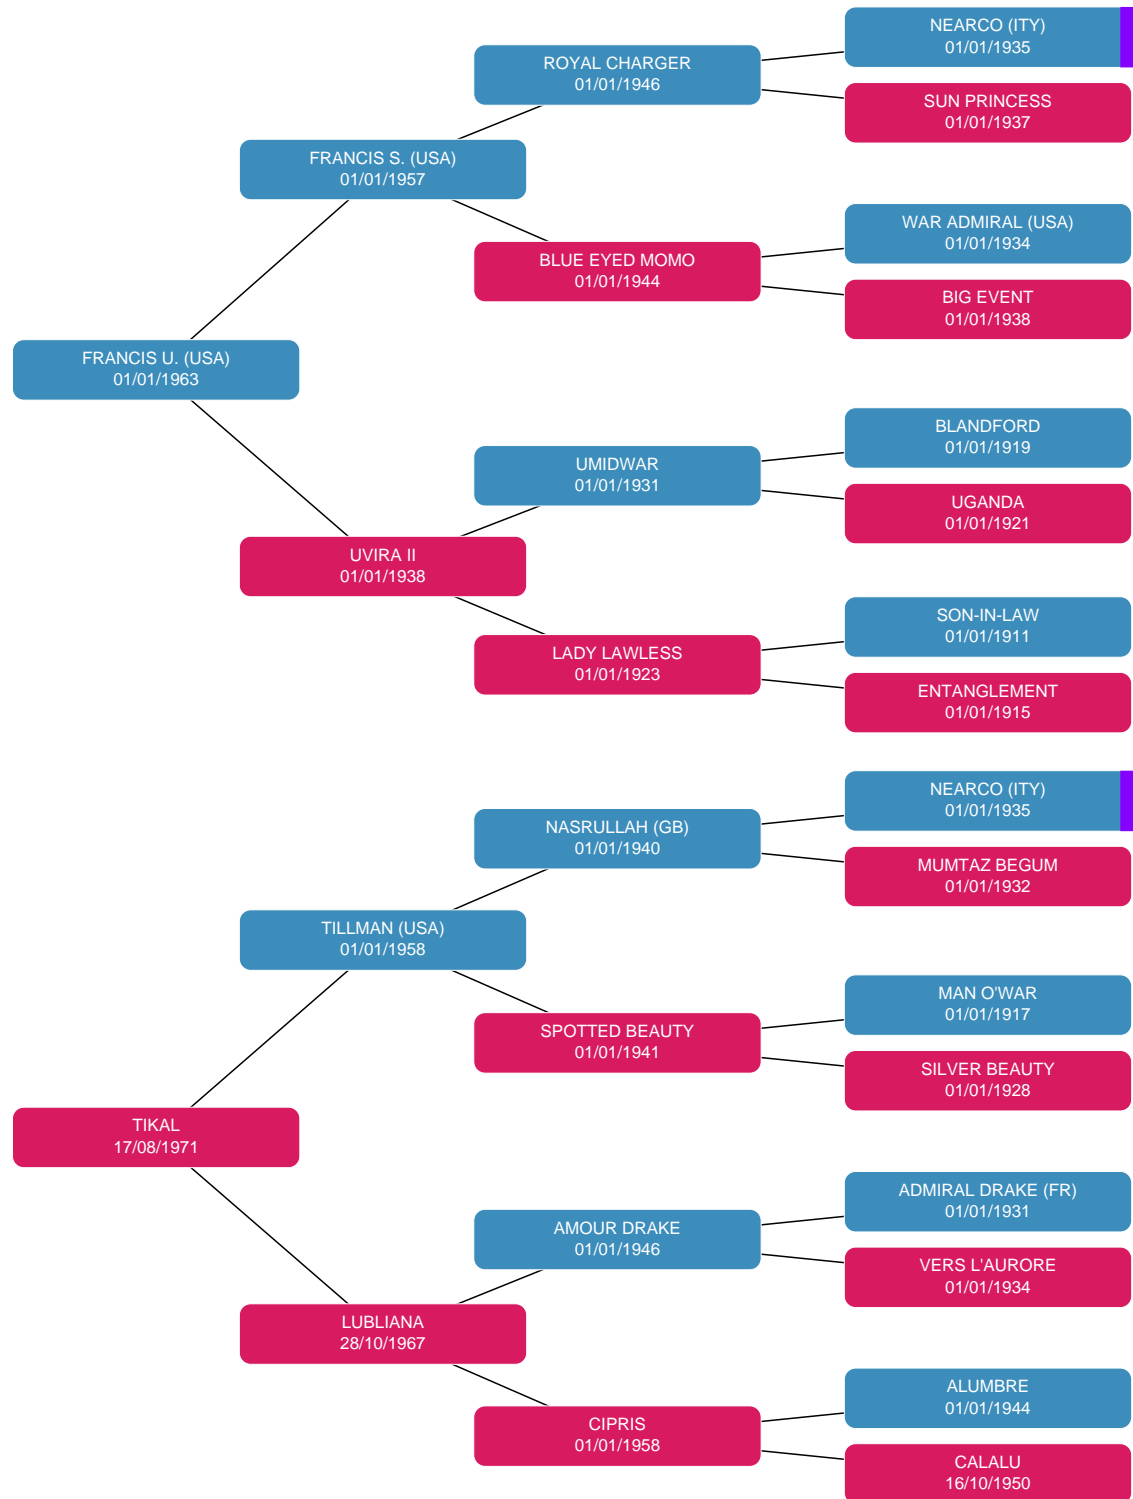 NEARCO (ITY)
01/01/1935
ROYAL CHARGER
01/01/1946
SUN PRINCESS
01/01/1937
FRANCIS S. (USA)
01/01/1957
WAR ADMIRAL (USA)
01/01/1934
BLUE EYED MOMO
01/01/1944
BIG EVENT
01/01/1938
FRANCIS U. (USA)
01/01/1963
BLANDFORD
01/01/1919
UMIDWAR
01/01/1931
UGANDA
01/01/1921
UVIRA II
01/01/1938
SON-IN-LAW
01/01/1911
LADY LAWLESS
01/01/1923
ENTANGLEMENT
01/01/1915
NEARCO (ITY)
01/01/1935
NASRULLAH (GB)
01/01/1940
MUMTAZ BEGUM
01/01/1932
TILLMAN (USA)
01/01/1958
MAN O'WAR
01/01/1917
SPOTTED BEAUTY
01/01/1941
SILVER BEAUTY
01/01/1928
TIKAL
17/08/1971
ADMIRAL DRAKE (FR)
01/01/1931
AMOUR DRAKE
01/01/1946
VERS L'AURORE
01/01/1934
LUBLIANA
28/10/1967
ALUMBRE
01/01/1944
CIPRIS
01/01/1958
CALALU
16/10/1950